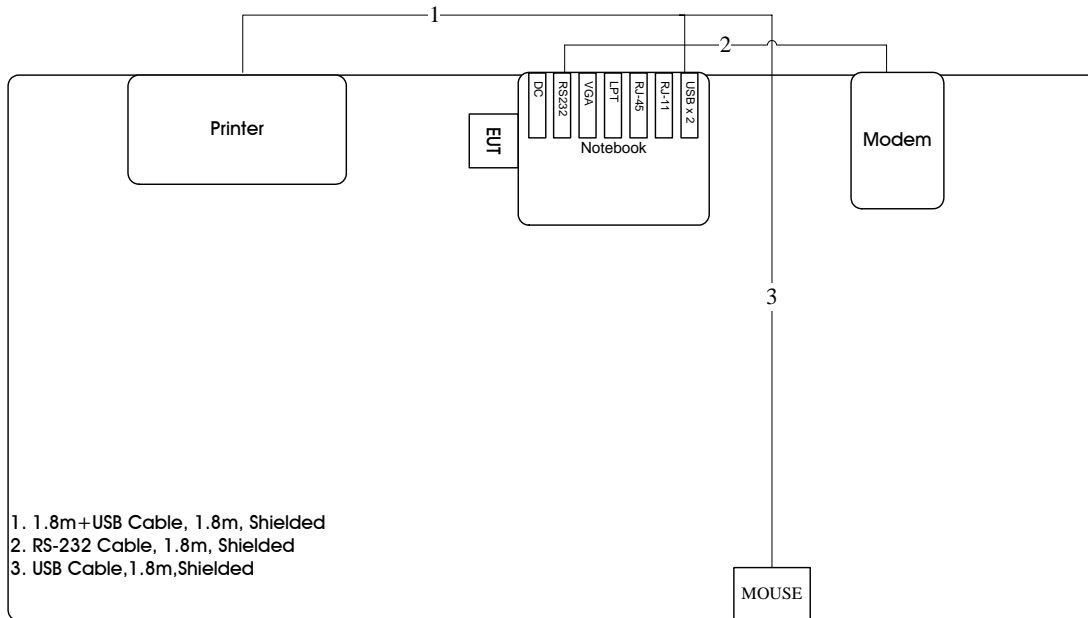 1
2
DC
RS232
VGA
LPT
RJ-45
RJ-11
USB x 2
Printer
EUT
Notebook
Modem
3
1. 1.8m+USB Cable, 1.8m, Shielded
2. RS-232 Cable, 1.8m, Shielded
3. USB Cable,1.8m,Shielded
MOUSE